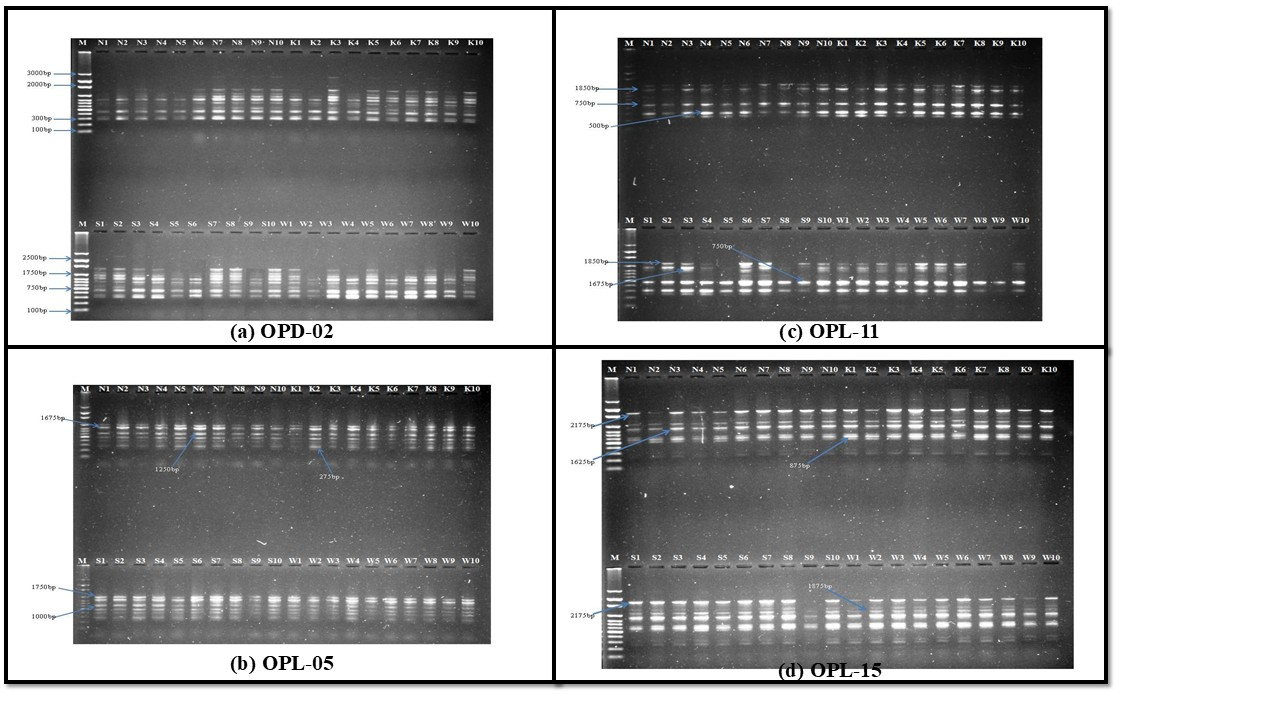 M N1 N2 N3 N4 N5 N6 N7 N8 N9 N10 K1 K2 K3 K4 K5 K6 K7 K8 K9 K10
3000bp
2000bp
300bp
100bp
M S1 S2 S3 S4 S5 S6 S7 S8 S9 S10 W1 W2 W3 W4 W5 W6 W7 W8 W9 W10
2500bp
1750bp
750bp
100bp
(a) OPD-02
M N1 N2 N3 N4 N5 N6 N7 N8 N9 N10 K1 K2 K3 K4 K5 K6 K7 K8 K9 K10
1850bp
750bp
500bp
M S1 S2 S3 S4 S5 S6 S7 S8 S9 S10 W1 W2 W3 W4 W5 W6 W7 W8 W9 W10
750bp
1850bp
1675bp
(c) OPL-11
M N1 N2 N3 N4 N5 N6 N7 N8 N9 N10 K1 K2 K3 K4 K5 K6 K7 K8 K9 K10
1675bp
1250bp
275bp
M S1 S2 S3 S4 S5 S6 S7 S8 S9 S10 W1 W2 W3 W4 W5 W6 W7 W8 W9 W10
1750bp
1000bp
(b) OPL-05
M N1 N2 N3 N4 N5 N6 N7 N8 N9 N10 K1 K2 K3 K4 K5 K6 K7 K8 K9 K10
2175bp
1625bp
875bp
M S1 S2 S3 S4 S5 S6 S7 S8 S9 S10 W1 W2 W3 W4 W5 W6 W7 W8 W9 W10
1875bp
2175bp
(d) OPL-15